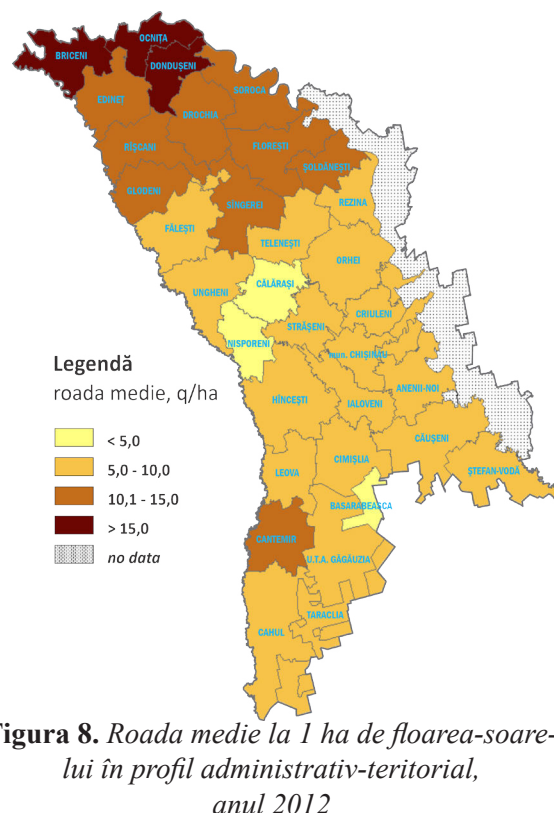 OCNIȚA
BRICENI
DONDUȘENI
SOROCA
EDINEȚ
DROCHIA
FLOREȘTI
RÎȘCANI
ȘOLDĂNEȘTI
GLODENI
REZINA
SÎNGEREI
FĂLEȘTI
TELENEȘTI
ORHEI
CĂLĂRAȘI
UNGHENI
CRIULENI
STRĂȘENI
NISPORENI
mun. CHIȘINĂU
Legendă
roada medie, q/ha
ANENII-NOI
HÎNCEȘTI
IALOVENI
CĂUȘENI
< 5,0
5,0 - 10,0
10,1 - 15,0
> 15,0
no data
CIMIȘLIA
ȘTEFAN-VODĂ
LEOVA
BASARABEASCA
CANTEMIR
U.T.A. GĂGĂUZIA
TARACLIA
CAHUL
igura 8. Roada medie la 1 ha de floarea-soare-
lui în profil administrativ-teritorial,
anul 2012